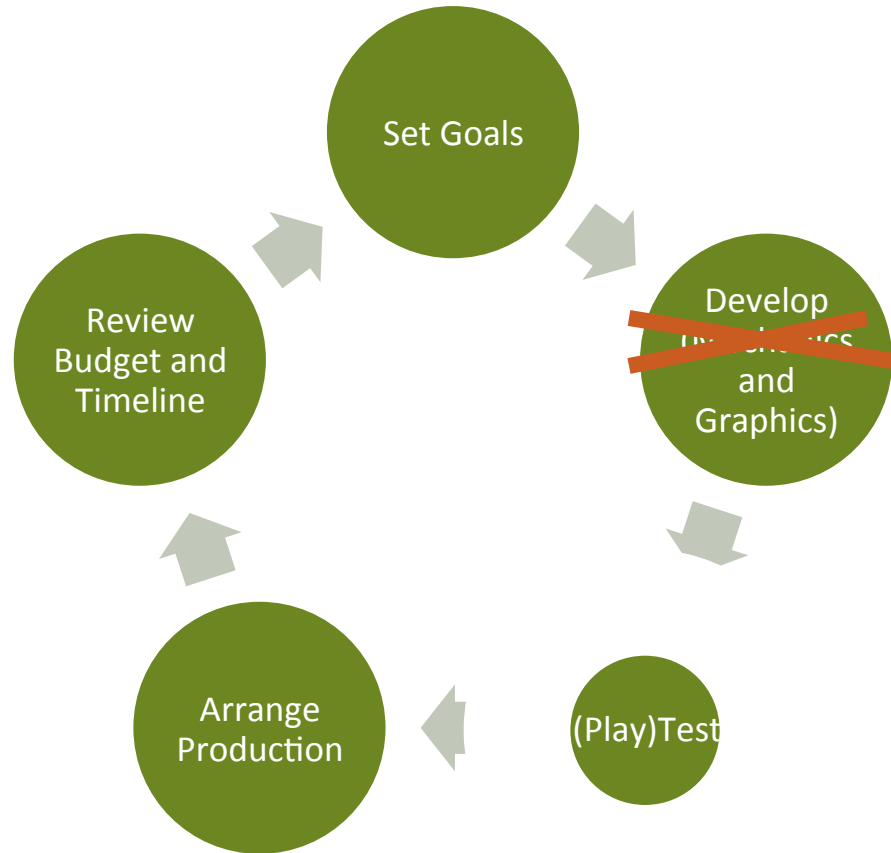 Set Goals
Develop
and
Graphics)
(Play)Test
Arrange
Production
Review
Budget and
Timeline